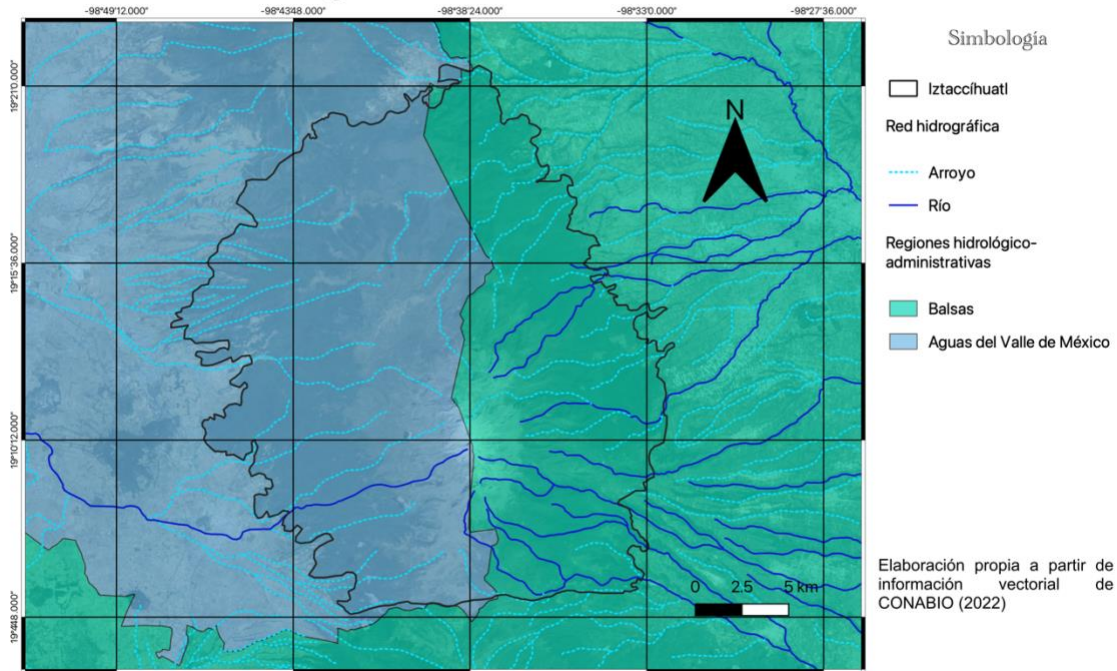 -98°49'12.000"
-98°43'48.000"
-98°38'24.000"
-98°33'0.000"
-98°27'36.000"
19°21'0.000"
19°15'36.000"
19°10'12.000"
19°4'48.000"
N
0 2.5 5 km
Simbología
Iztaccíhuatl
Red hidrográfica
Arroyo
Río
Regiones hidrológico-
administrativas
Balsas
Aguas del Valle de México
Elaboración propia a partir de
información vectorial de
CONABIO (2022)